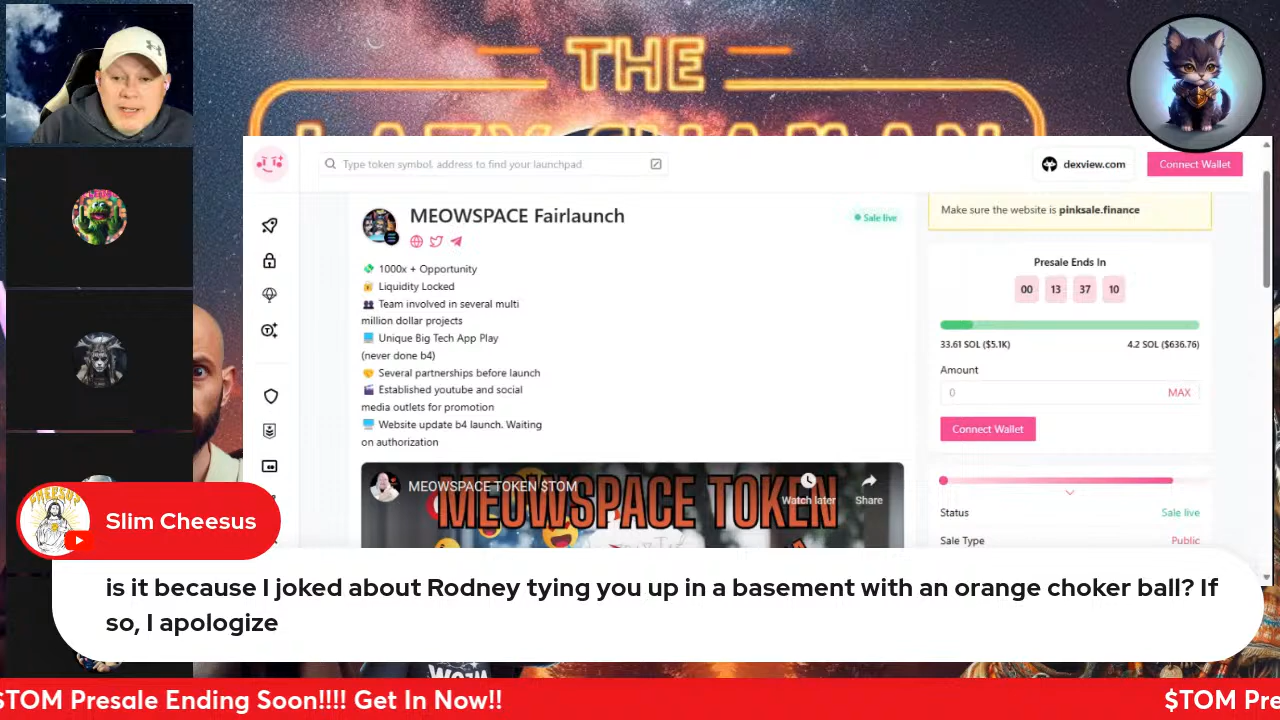 THE
LAZY SHAMAN
Type token symbol, address to find your launchpad
dexview.com
Connect Wallet
MEOWSPACE Fairlaunch
Sale live
Make sure the website is pinksale.finance
1000x + Opportunity
Liquidity Locked
Team involved in several multi
million dollar projects
Unique Big Tech App Play
(never done b4)
Several partnerships before launch
Established youtube and social
media outlets for promotion
Website update b4 launch. Waiting
on authorization
Presale Ends In
00 13 37 10
33.61 SOL ($5.1K) 4.2 SOL ($636.76)
Amount
0 MAX
Connect Wallet
Status Sale live
Sale Type Public
MEOWSPACE TOKEN $TOM
Watch later Share
MEOWSPACE TOKEN
CHEESUS
Slim Cheesus
is it because I joked about Rodney tying you up in a basement with an orange choker ball? If
so, I apologize
$TOM Presale Ending Soon!!!! Get In Now!! $TOM Pre